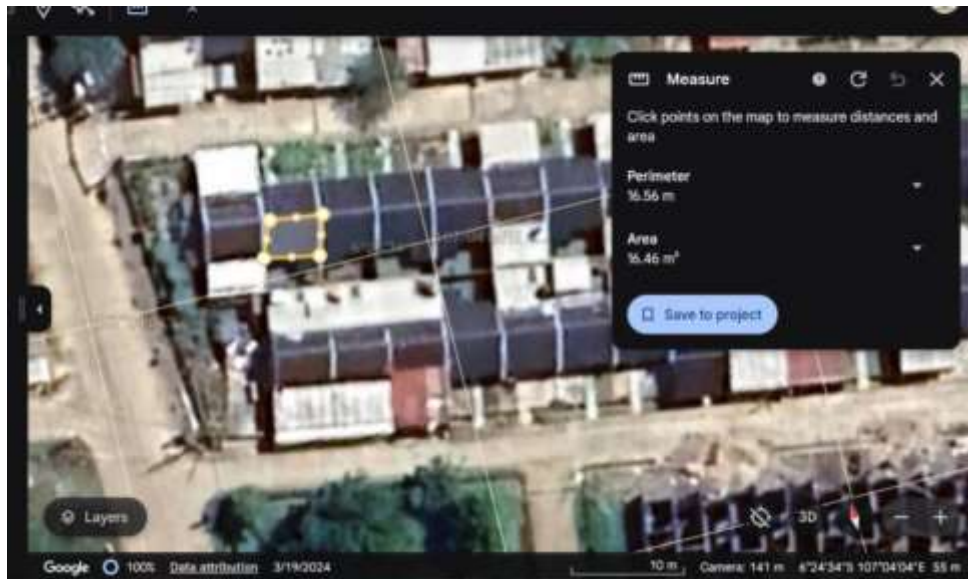 Measure
Click points on the map to measure distances and
area
Perimeter
16.56 m
Area
16.46 m²
Save to project
Layers
3D
Google 100% Data attribution 3/19/2024 10 m Camera: 141 m 6°24'34"S 107°04'04"E 55 m